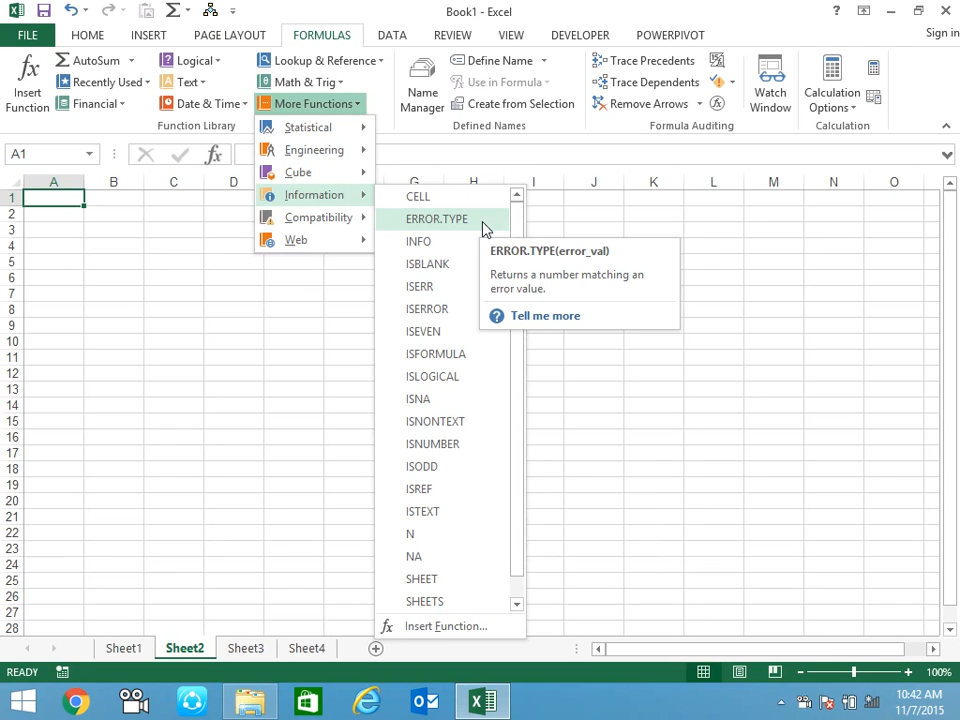 Book1 - Excel
?
FILE
HOME
INSERT
PAGE LAYOUT
FORMULAS
DATA
REVIEW
VIEW
DEVELOPER
POWERPIVOT
Sign in
fx
Insert
Function
AutoSum
Recently Used
Financial
Logical
Text
Date & Time
Lookup & Reference
Math & Trig
More Functions
Function Library
Name
Manager
Define Name
Use in Formula
Create from Selection
Defined Names
Trace Precedents
Trace Dependents
Remove Arrows
Formula Auditing
Watch
Window
Calculation
Options
Calculation
A1
fx
Statistical
Engineering
Cube
Information
Compatibility
Web
CELL
ERROR.TYPE
INFO
ISBLANK
ISERR
ISERROR
ISEVEN
ISFORMULA
ISLOGICAL
ISNA
ISNONTEXT
ISNUMBER
ISODD
ISREF
ISTEXT
N
NA
SHEET
SHEETS
fx Insert Function...
ERROR.TYPE(error_val)
Returns a number matching an
error value.
? Tell me more
A B C D G H I J K L M N O
1
2
3
4
5
6
7
8
9
10
11
12
13
14
15
16
17
18
19
20
21
22
23
24
25
26
27
28
Sheet1 Sheet2 Sheet3 Sheet4
READY
100%
10:42 AM
11/7/2015